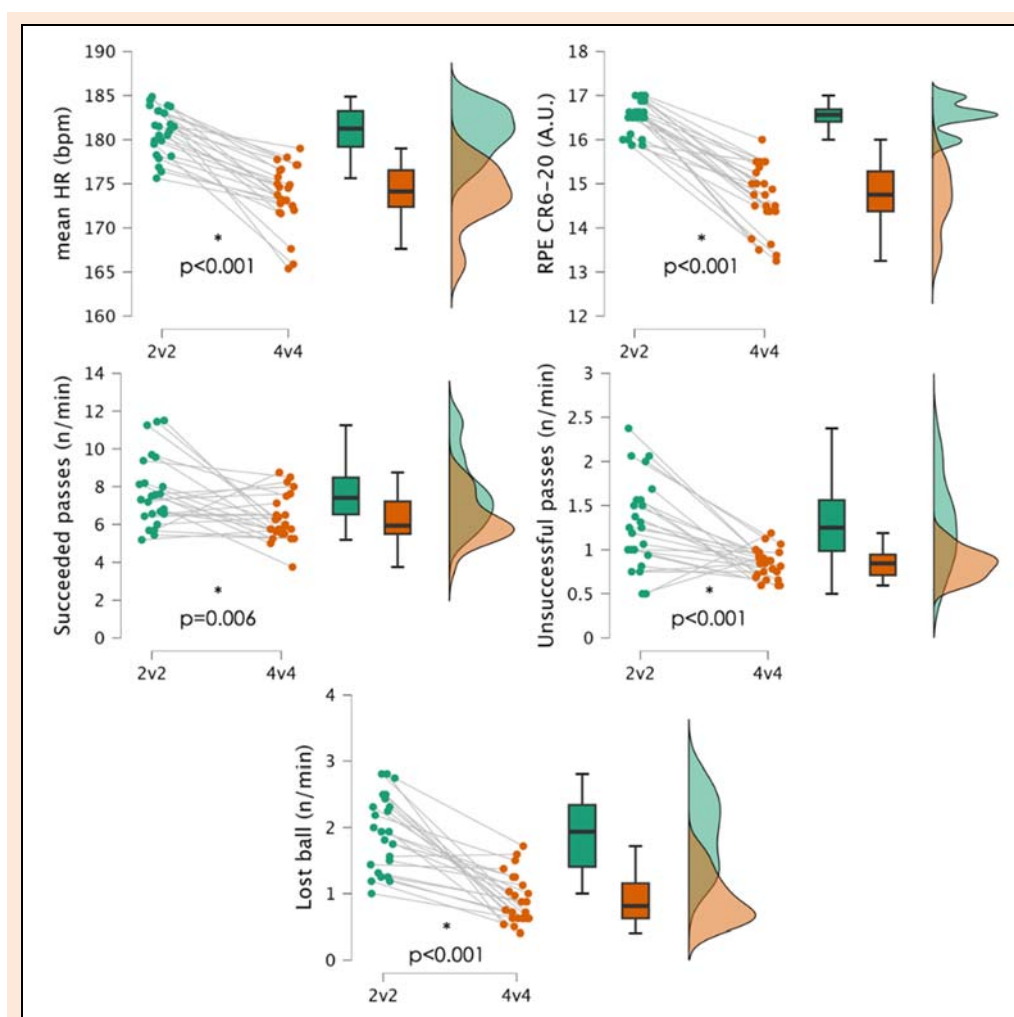 mean HR (bpm)
190
185
180
175
170
165
160
*
p<0.001
2v2
4v4
RPE CR6-20 (A.U.)
18
17
16
15
14
13
12
*
p<0.001
2v2
4v4
Succeeded passes (n/min)
14
12
10
8
6
4
2
0
*
p=0.006
2v2
4v4
Unsuccessful passes (n/min)
3
2.5
2
1.5
1
0.5
0
*
p<0.001
2v2
4v4
Lost ball (n/min)
4
3
2
1
0
*
p<0.001
2v2
4v4